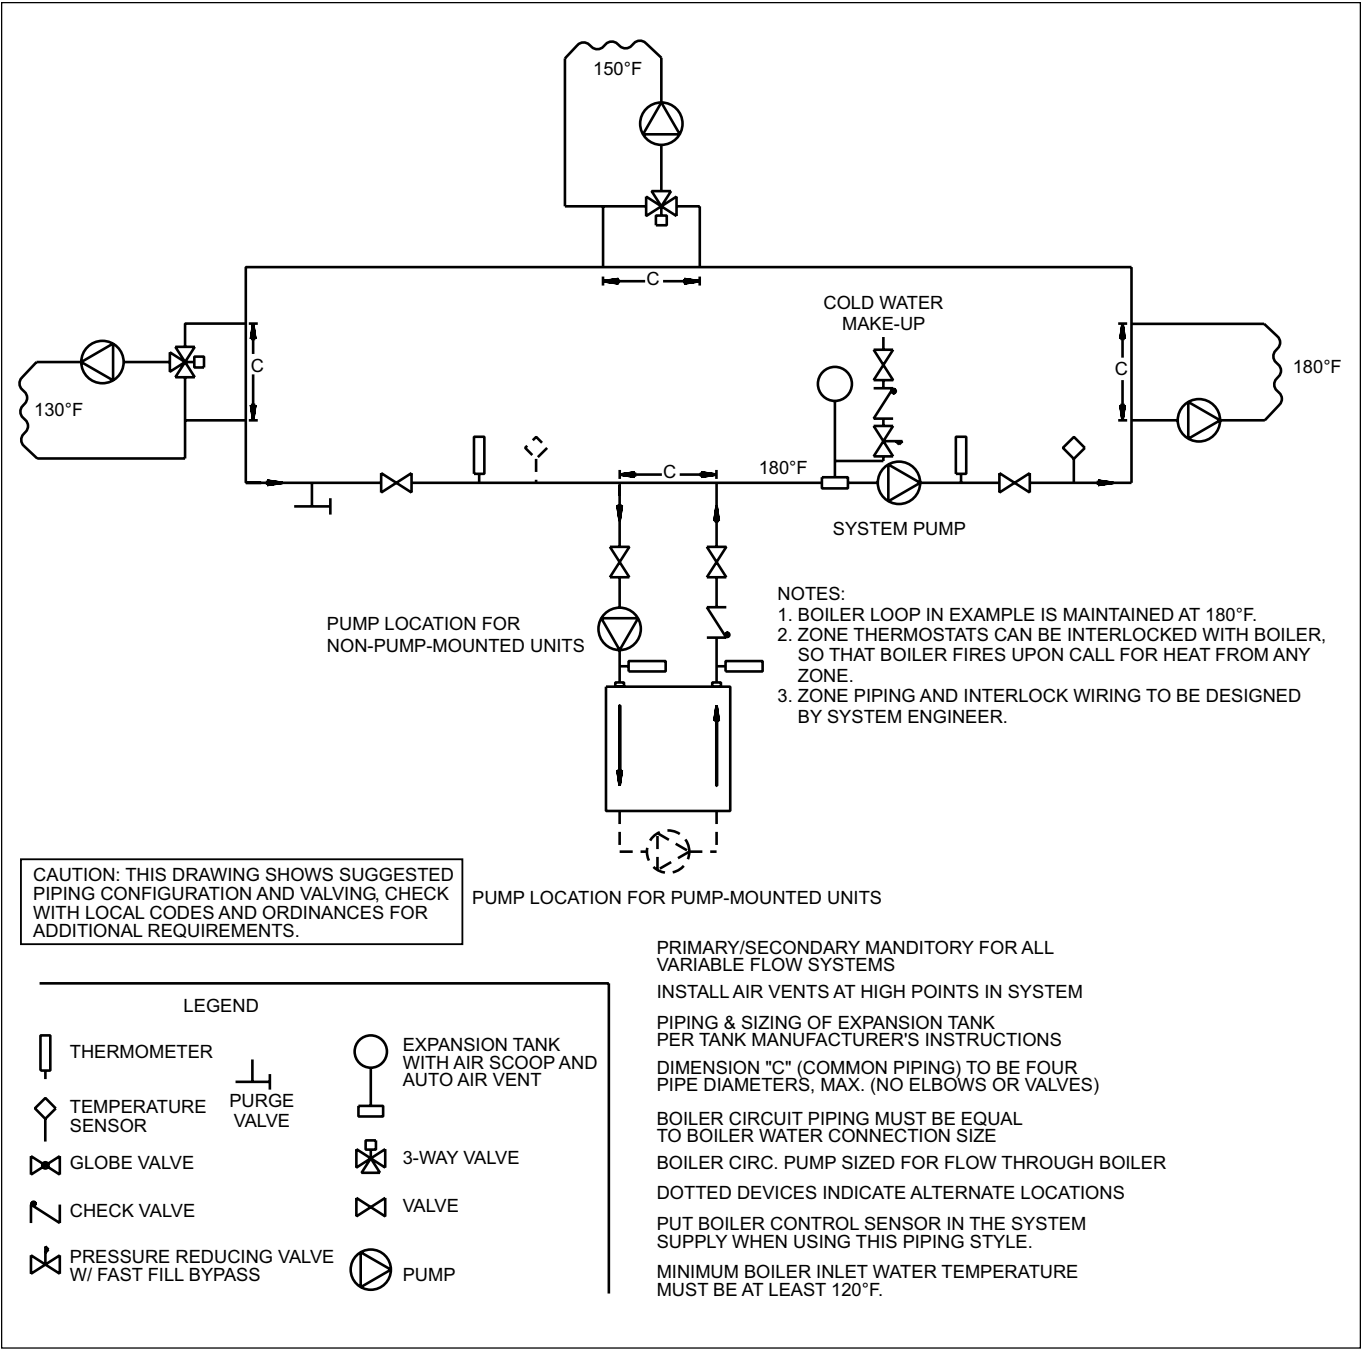 150°F
C
COLD WATER
MAKE-UP
C
130°F
C
180°F
C
180°F
SYSTEM PUMP
PUMP LOCATION FOR
NON-PUMP-MOUNTED UNITS
NOTES:
1. BOILER LOOP IN EXAMPLE IS MAINTAINED AT 180°F.
2. ZONE THERMOSTATS CAN BE INTERLOCKED WITH BOILER,
SO THAT BOILER FIRES UPON CALL FOR HEAT FROM ANY
ZONE.
3. ZONE PIPING AND INTERLOCK WIRING TO BE DESIGNED
BY SYSTEM ENGINEER.
CAUTION: THIS DRAWING SHOWS SUGGESTED
PIPING CONFIGURATION AND VALVING, CHECK
WITH LOCAL CODES AND ORDINANCES FOR
ADDITIONAL REQUIREMENTS.
PUMP LOCATION FOR PUMP-MOUNTED UNITS
LEGEND
THERMOMETER
TEMPERATURE
SENSOR
PURGE
VALVE
GLOBE VALVE
CHECK VALVE
PRESSURE REDUCING VALVE
W/ FAST FILL BYPASS
EXPANSION TANK
WITH AIR SCOOP AND
AUTO AIR VENT
3-WAY VALVE
VALVE
PUMP
PRIMARY/SECONDARY MANDITORY FOR ALL
VARIABLE FLOW SYSTEMS
INSTALL AIR VENTS AT HIGH POINTS IN SYSTEM
PIPING & SIZING OF EXPANSION TANK
PER TANK MANUFACTURER'S INSTRUCTIONS
DIMENSION "C" (COMMON PIPING) TO BE FOUR
PIPE DIAMETERS, MAX. (NO ELBOWS OR VALVES)
BOILER CIRCUIT PIPING MUST BE EQUAL
TO BOILER WATER CONNECTION SIZE
BOILER CIRC. PUMP SIZED FOR FLOW THROUGH BOILER
DOTTED DEVICES INDICATE ALTERNATE LOCATIONS
PUT BOILER CONTROL SENSOR IN THE SYSTEM
SUPPLY WHEN USING THIS PIPING STYLE.
MINIMUM BOILER INLET WATER TEMPERATURE
MUST BE AT LEAST 120°F.